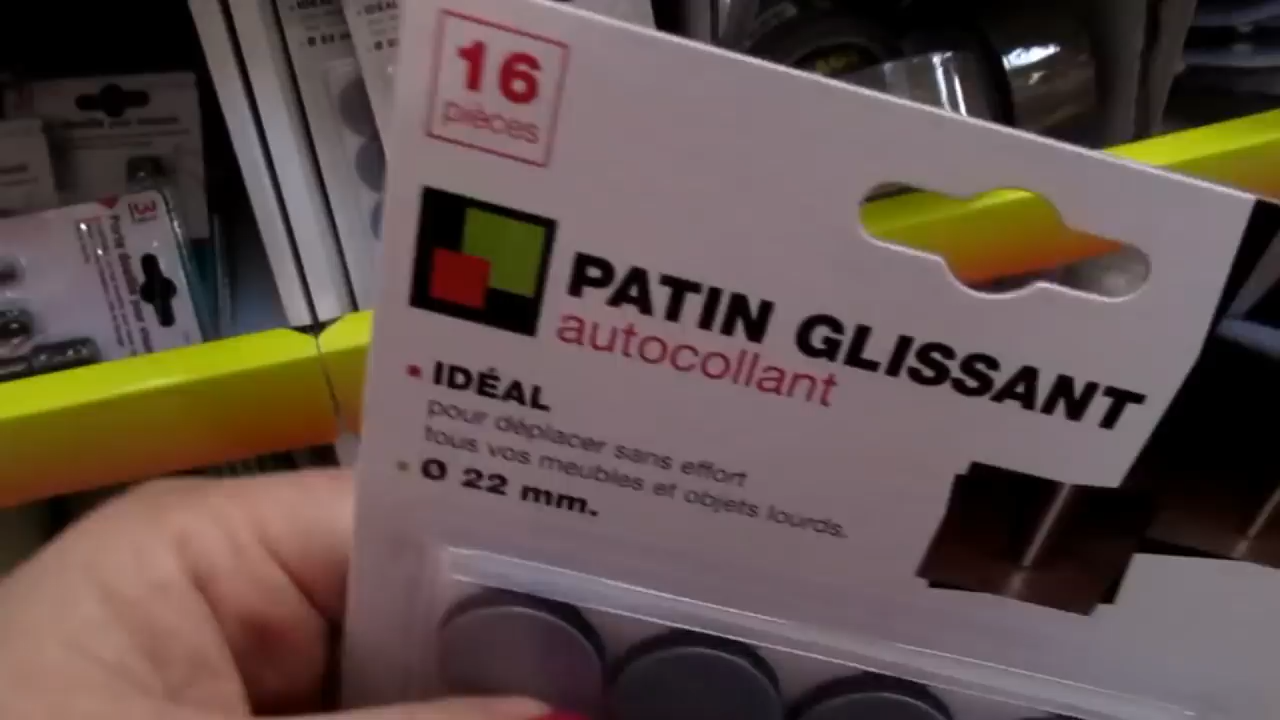 16
pièces
PATIN GLISSANT
autocollant
• IDÉAL
pour déplacer sans effort
tous vos meubles et objets lourds.
• Ø 22 mm.